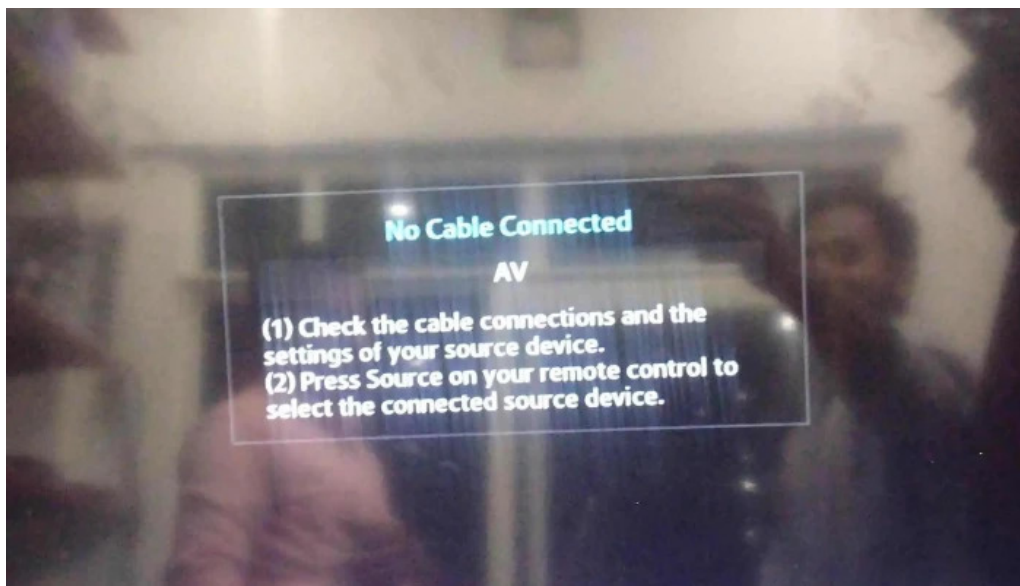 No Cable Connected
AV
(1) Check the cable connections and the
settings of your source device.
(2) Press Source on your remote control to
select the connected source device.